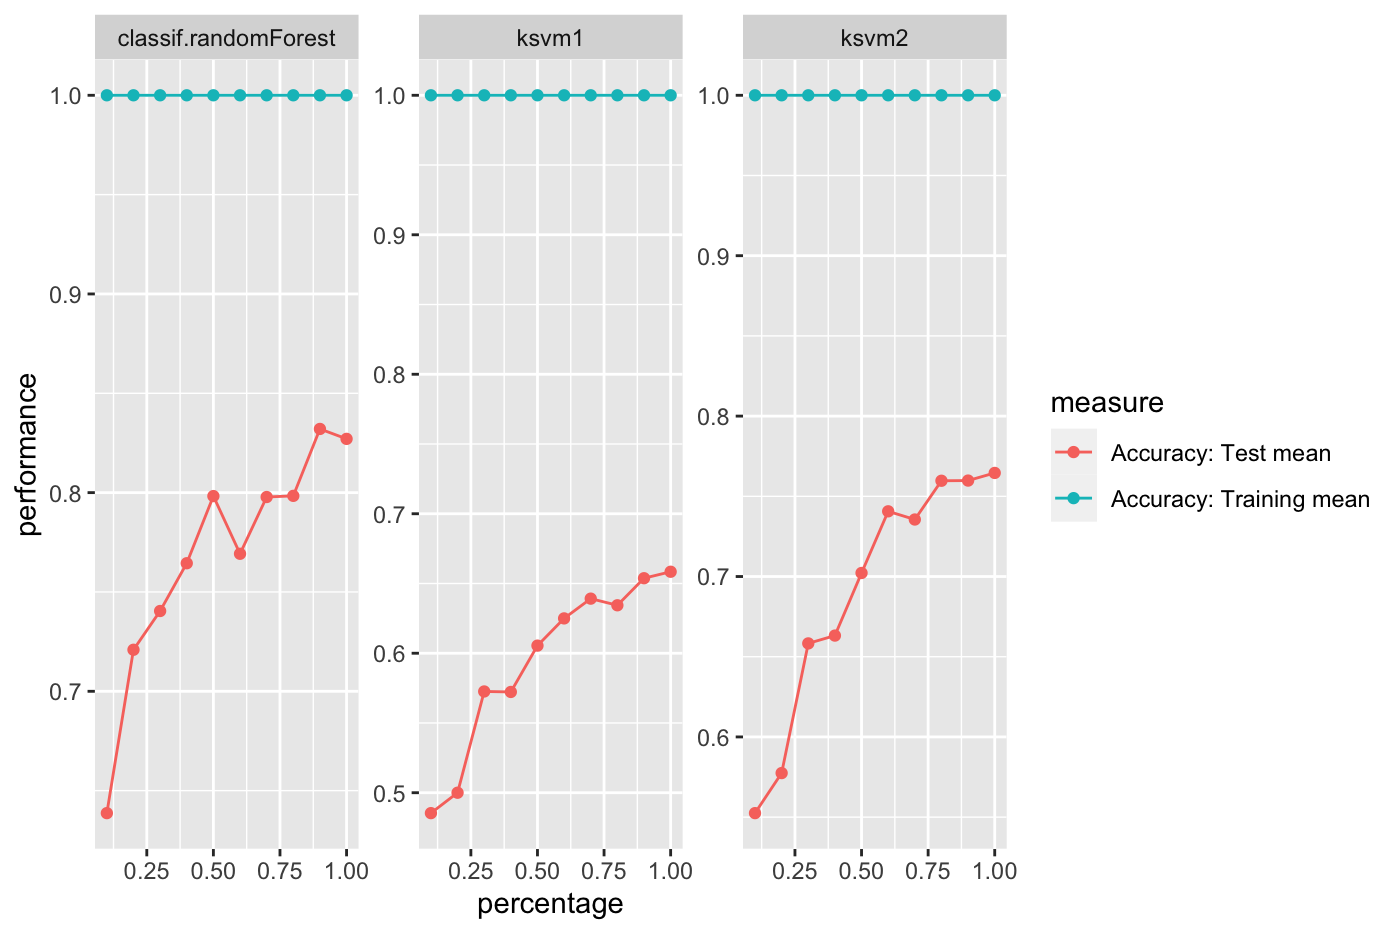 classif.randomForest
ksvm1
ksvm2
performance
1.0
0.9
0.8
0.7
1.0
0.9
0.8
0.7
0.6
0.5
1.0
0.9
0.8
0.7
0.6
0.25 0.50 0.75 1.00
0.25 0.50 0.75 1.00
0.25 0.50 0.75 1.00
percentage
measure
Accuracy: Test mean
Accuracy: Training mean